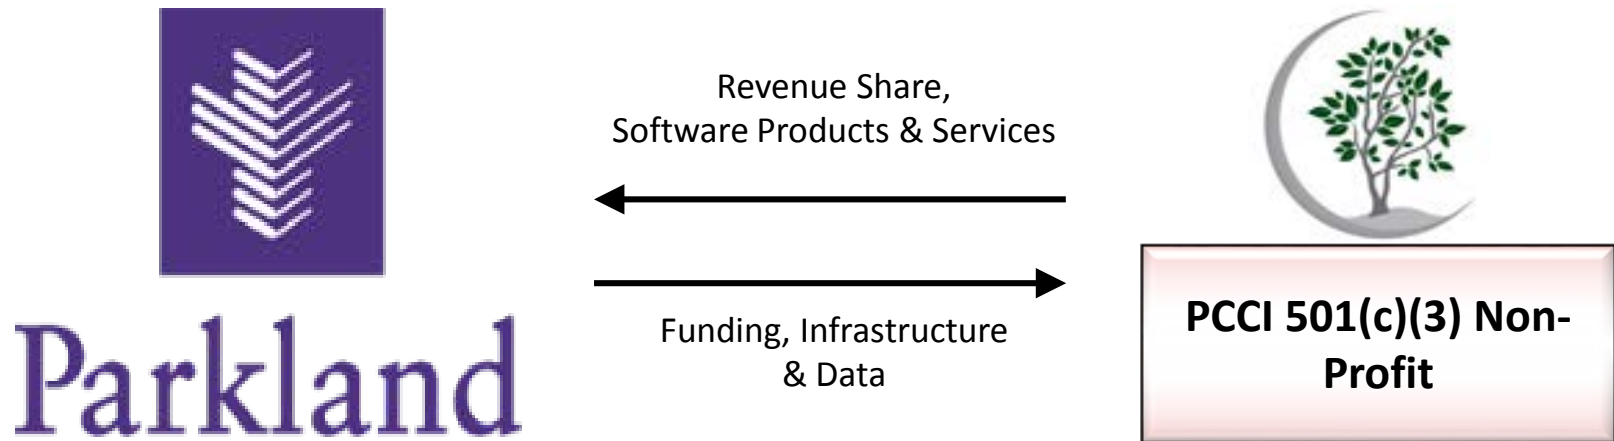 Revenue Share,
Software Products & Services
Funding, Infrastructure
& Data
Parkland
PCCI 501(c)(3) Non-
Profit